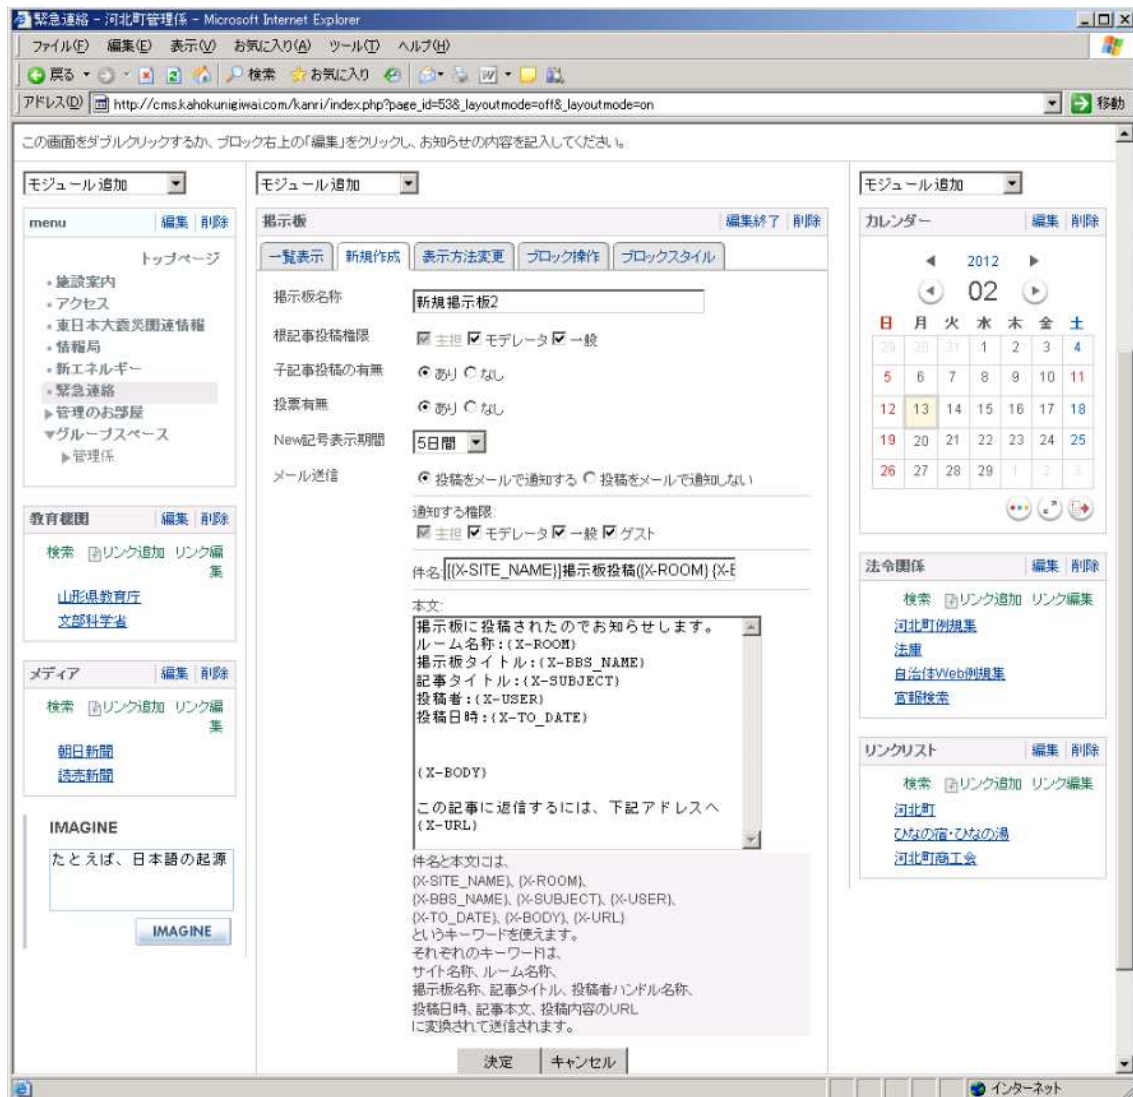 緊急連絡 - 河北町管理係 - Microsoft Internet Explorer
ファイル(F) 編集(E) 表示(V) お気に入り(A) ツール(T) ヘルプ(H)
戻る 検索 お気に入り
アドレス(D) http://cms.kahokunigiwai.com/kanri/index.php?page_id=53&_layoutmode=off&_layoutmode=on 移動
この画面をダブルクリックするか、ブロック右上の「編集」をクリックし、お知らせの内容を記入してください。
モジュール追加
menu 編集 削除
トップページ
・施設案内
・アクセス
・東日本大震災関連情報
・情報局
・新エネルギー
・緊急連絡
▶管理のお部屋
▼グループスペース
▶管理係
教育機関 編集 削除
検索 リンク追加 リンク編
集
山形県教育庁
文部科学省
メディア 編集 削除
検索 リンク追加 リンク編
集
朝日新聞
読売新聞
IMAGINE
たとえば、日本語の起源
IMAGINE
モジュール追加
掲示板 編集終了 削除
一覧表示 新規作成 表示方法変更 ブロック操作 ブロックスタイル
掲示板名称 新規掲示板2
根記事投稿権限 主担 モデレータ 一般
子記事投稿の有無 あり なし
投票有無 あり なし
New記号表示期間 5日間
メール送信 投稿をメールで通知する 投稿をメールで通知しない
通知する権限:
主担 モデレータ 一般 ゲスト
件名: [{X-SITE_NAME}]掲示板投稿({X-ROOM} {X-E
本文:
掲示板に投稿されたのでお知らせします。
ルーム名称:{X-ROOM}
掲示板タイトル:{X-BBS_NAME}
記事タイトル:{X-SUBJECT}
投稿者:{X-USER}
投稿日時:{X-TO_DATE}
{X-BODY}
この記事に返信するには、下記アドレスへ
{X-URL}
件名と本文には、
{X-SITE_NAME}、{X-ROOM}、
{X-BBS_NAME}、{X-SUBJECT}、{X-USER}、
{X-TO_DATE}、{X-BODY}、{X-URL}
というキーワードを使えます。
それぞれのキーワードは、
サイト名称、ルーム名称、
掲示板名称、記事タイトル、投稿者ハンドル名称、
投稿日時、記事本文、投稿内容のURL
に変換されて送信されます。
決定 キャンセル
モジュール追加
カレンダー 編集 削除
◀ 2012 ▶
02
日 月 火 水 木 金 土
29 30 31 1 2 3 4
5 6 7 8 9 10 11
12 13 14 15 16 17 18
19 20 21 22 23 24 25
26 27 28 29 1 2 3
法令関係 編集 削除
検索 リンク追加 リンク編集
河北町例規集
法庫
自治体Web例規集
官報検索
リンクリスト 編集 削除
検索 リンク追加 リンク編集
河北町
ひなの宿・ひなの湯
河北町商工会
インターネット